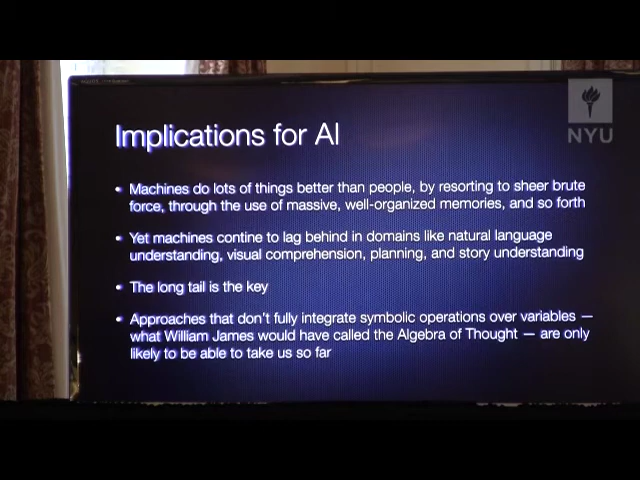 Implications for AI
NYU
• Machines do lots of things better than people, by resorting to sheer brute
force, through the use of massive, well-organized memories, and so forth
• Yet machines contine to lag behind in domains like natural language
understanding, visual comprehension, planning, and story understanding
• The long tail is the key
• Approaches that don't fully integrate symbolic operations over variables —
what William James would have called the Algebra of Thought — are only
likely to be able to take us so far